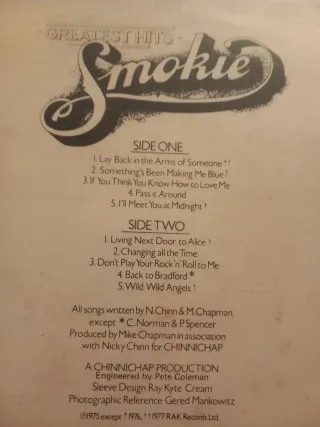 GREATEST HITS
Smokie
SIDE ONE
1. Lay Back in the Arms of Someone ††
2. Something's Been Making Me Blue †
3. If You Think You Know How to Love Me
4. Pass it Around
5. I'll Meet You at Midnight †
SIDE TWO
1. Living Next Door to Alice †
2. Changing all the Time
3. Don't Play Your Rock 'n' Roll to Me
4. Back to Bradford *
5. Wild Wild Angels †
All songs written by N.Chinn & M.Chapman,
except * C.Norman & P.Spencer
Produced by Mike Chapman in association
with Nicky Chinn for CHINNICHAP
A CHINNICHAP PRODUCTION
Engineered by Pete Coleman
Sleeve Design Ray Kyte Cream
Photographic Reference Gered Mankowitz
℗1975 except †1976, ††1977 RAK Records Ltd.